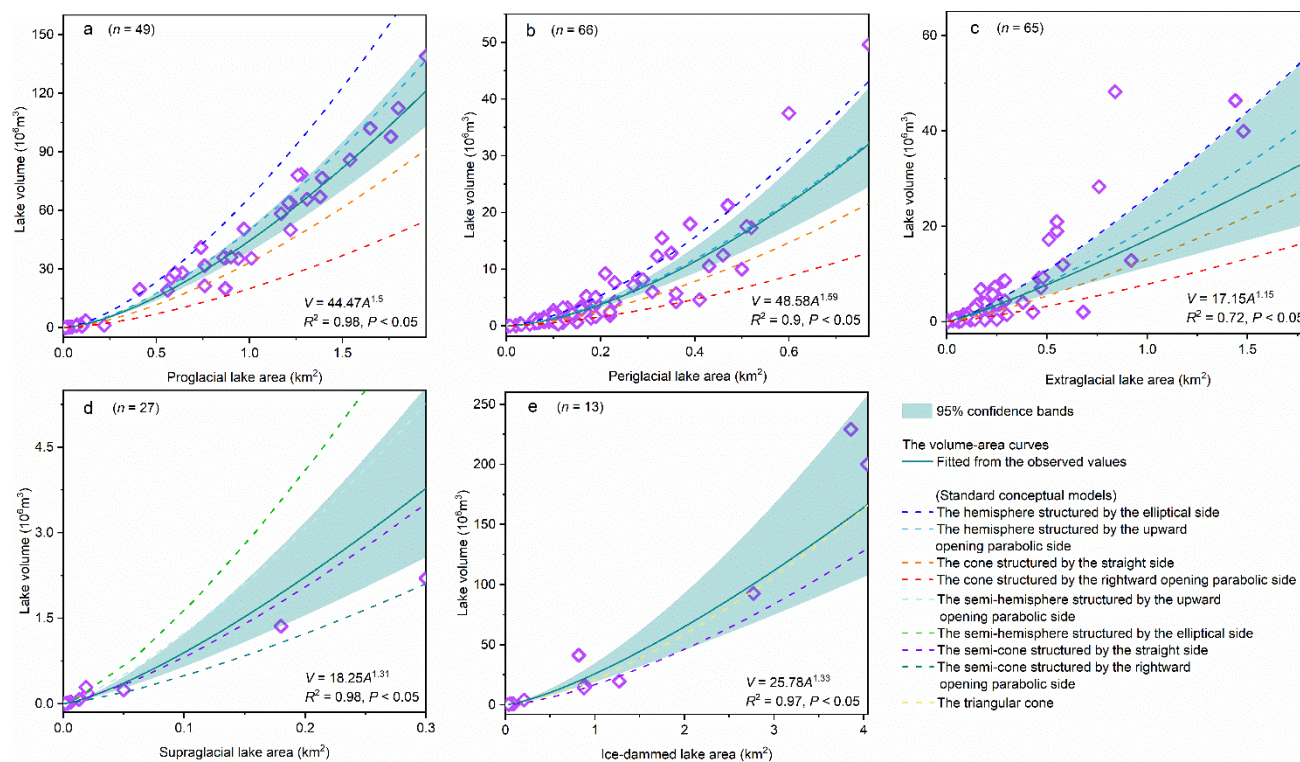 a (n = 49)
150
120
90
60
30
0
Lake volume (10⁶m³)
V = 44.47A¹·⁵
R² = 0.98, P < 0.05
0.0 0.5 1.0 1.5
Proglacial lake area (km²)
b (n = 66)
50
40
30
20
10
0
Lake volume (10⁶m³)
V = 48.58A¹·⁵⁹
R² = 0.9, P < 0.05
0.0 0.2 0.4 0.6
Periglacial lake area (km²)
c (n = 65)
60
40
20
0
Lake volume (10⁶m³)
V = 17.15A¹·¹⁵
R² = 0.72, P < 0.05
0.0 0.5 1.0 1.5
Extraglacial lake area (km²)
d (n = 27)
4.5
3.0
1.5
0.0
Lake volume (10⁶m³)
V = 18.25A¹·³¹
R² = 0.98, P < 0.05
0.0 0.1 0.2 0.3
Supraglacial lake area (km²)
e (n = 13)
250
200
150
100
50
0
Lake volume (10⁶m³)
V = 25.78A¹·³³
R² = 0.97, P < 0.05
0 1 2 3 4
Ice-dammed lake area (km²)
95% confidence bands
The volume-area curves
Fitted from the observed values
(Standard conceptual models)
The hemisphere structured by the elliptical side
The hemisphere structured by the upward
opening parabolic side
The cone structured by the straight side
The cone structured by the rightward opening parabolic side
The semi-hemisphere structured by the upward
opening parabolic side
The semi-hemisphere structured by the elliptical side
The semi-cone structured by the straight side
The semi-cone structured by the rightward
opening parabolic side
The triangular cone